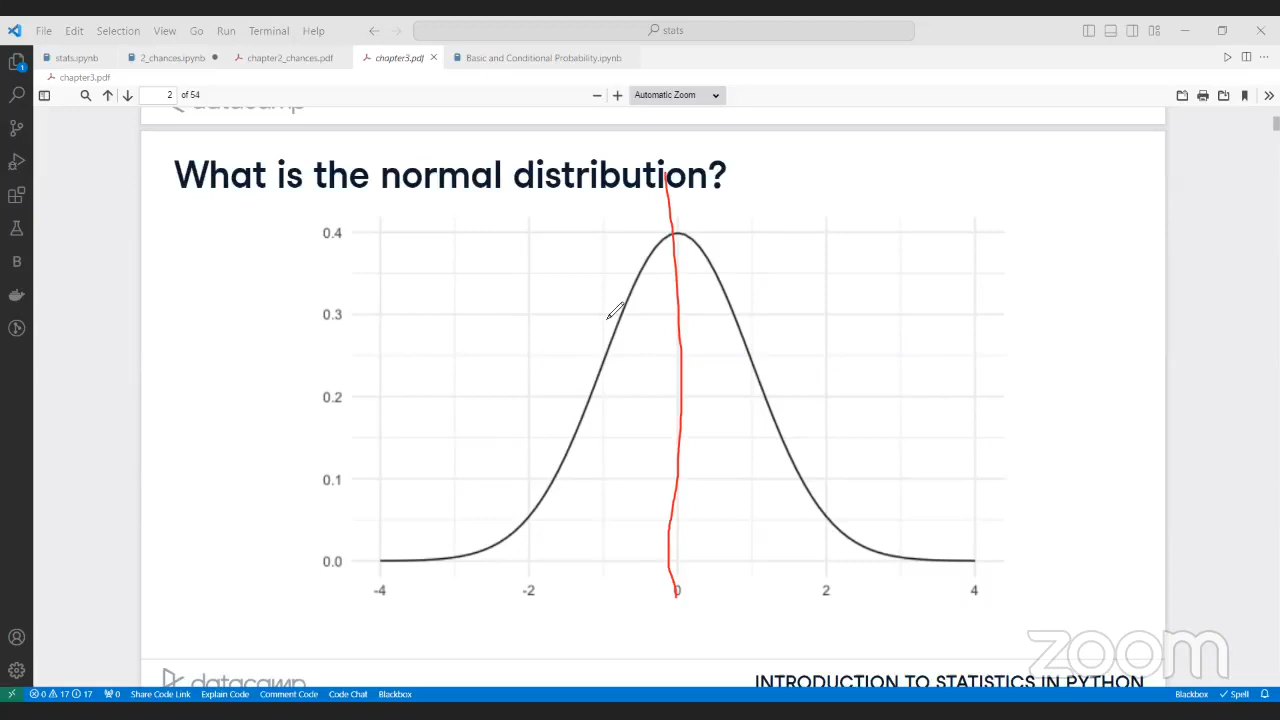 File Edit Selection View Go Run Terminal Help
stats
stats.ipynb 2_chances.ipynb chapter2_chances.pdf chapter3.pdf Basic and Conditional Probability.ipynb
chapter3.pdf
1
2 of 54 Automatic Zoom
datacamp
What is the normal distribution?
0.4
0.3
0.2
0.1
0.0
-4 -2 0 2 4
zoom
datacamp INTRODUCTION TO STATISTICS IN PYTHON
0 17 17 0 Share Code Link Explain Code Comment Code Code Chat Blackbox Blackbox Spell